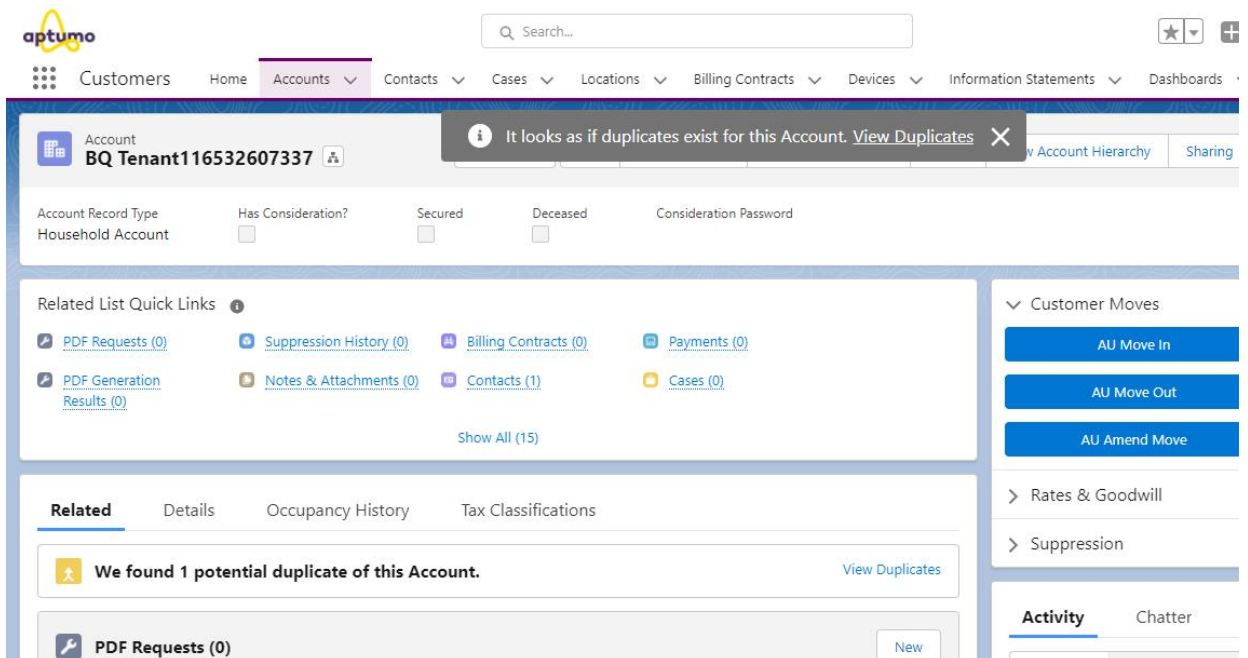 aptumo
Search...
Customers Home Accounts Contacts Cases Locations Billing Contracts Devices Information Statements Dashboards
It looks as if duplicates exist for this Account. View Duplicates
Account
BQ Tenant116532607337
Account Hierarchy Sharing
Account Record Type Has Consideration? Secured Deceased Consideration Password
Household Account
Related List Quick Links
PDF Requests (0) Suppression History (0) Billing Contracts (0) Payments (0)
PDF Generation Notes & Attachments (0) Contacts (1) Cases (0)
Results (0)
Show All (15)
Customer Moves
AU Move In
AU Move Out
AU Amend Move
Rates & Goodwill
Suppression
Related Details Occupancy History Tax Classifications
We found 1 potential duplicate of this Account. View Duplicates
PDF Requests (0) New
Activity Chatter